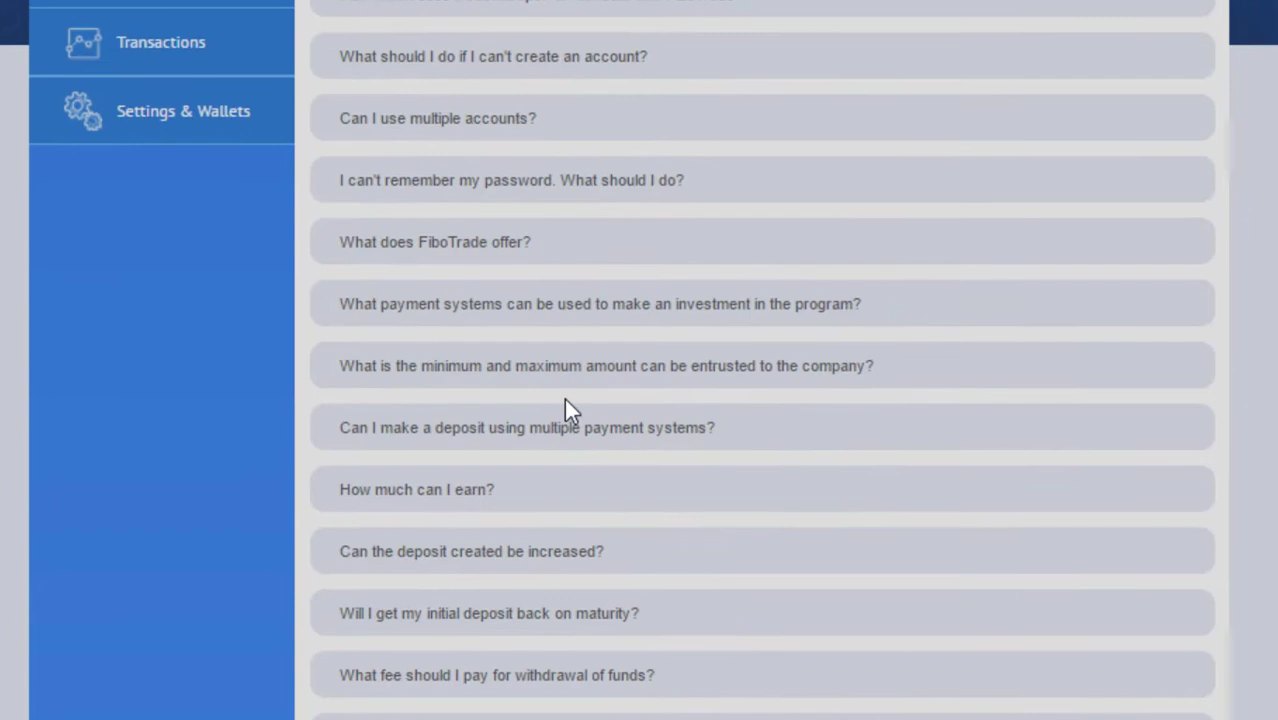 Transactions
Settings & Wallets
What should I do if I can't create an account?
Can I use multiple accounts?
I can't remember my password. What should I do?
What does FiboTrade offer?
What payment systems can be used to make an investment in the program?
What is the minimum and maximum amount can be entrusted to the company?
Can I make a deposit using multiple payment systems?
How much can I earn?
Can the deposit created be increased?
Will I get my initial deposit back on maturity?
What fee should I pay for withdrawal of funds?